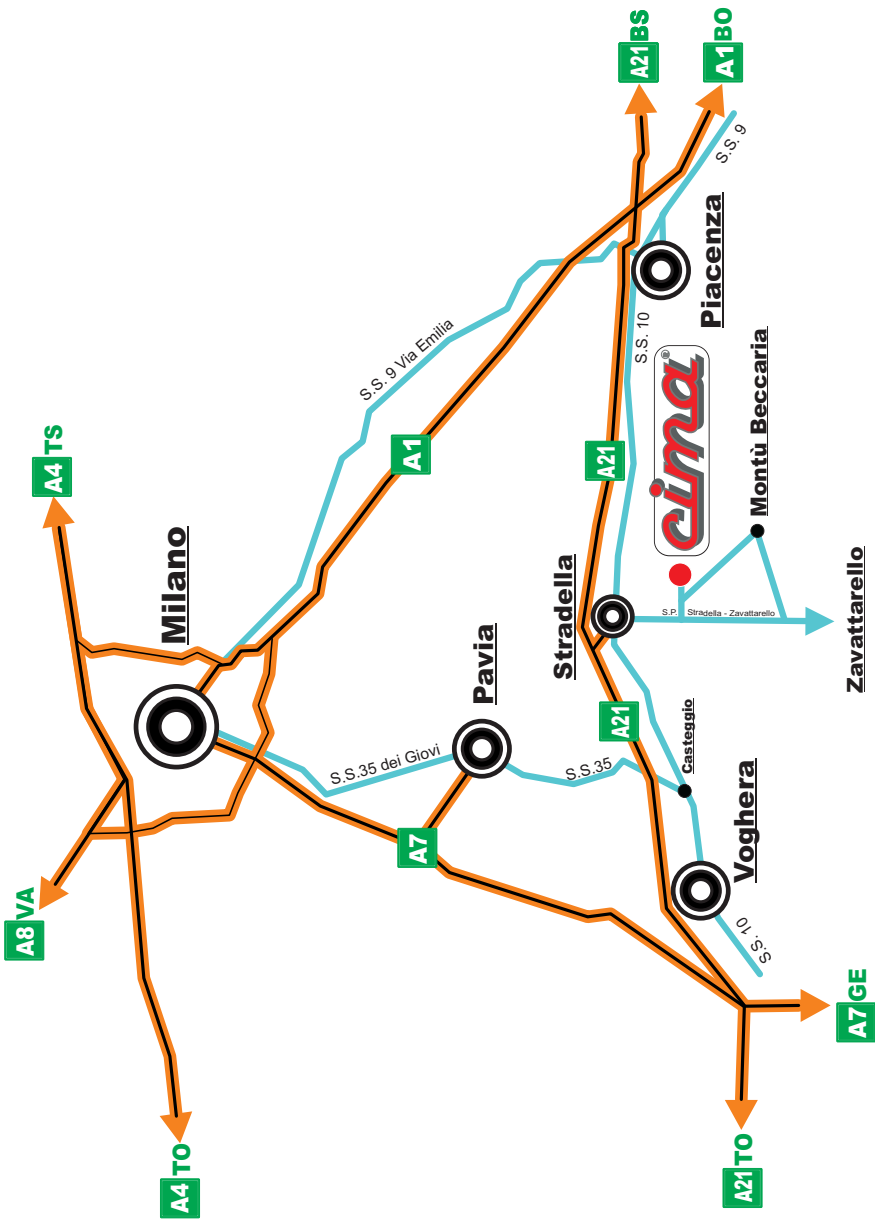 A4 TS
A8 VA
A4 TO
Milano
S.S. 9 Via Emilia
A1
S.S.35 dei Giovi
Pavia
A7
S.S.35
Stradella
A21
A21
A21 BS
A1 BO
S.S. 9
S.S. 10
Piacenza
cima®
S.P. Stradella - Zavattarello
Montù Beccaria
Zavattarello
Casteggio
Voghera
S.S. 10
A7 GE
A21 TO